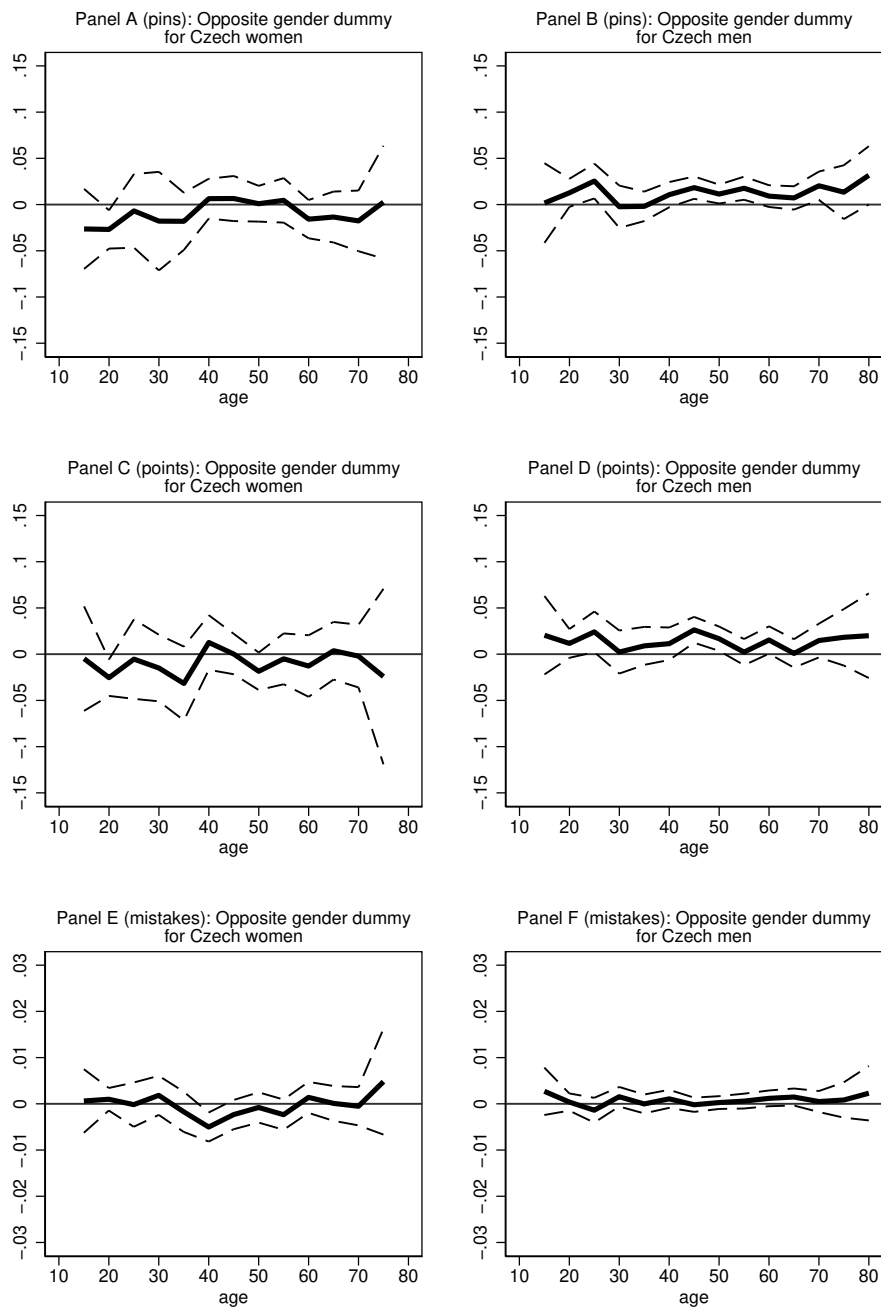 Panel A (pins): Opposite gender dummy
for Czech women
.15
.1
.05
0
−.05
−.1
−.15
10 20 30 40 50 60 70 80
age
Panel B (pins): Opposite gender dummy
for Czech men
.15
.1
.05
0
−.05
−.1
−.15
10 20 30 40 50 60 70 80
age
Panel C (points): Opposite gender dummy
for Czech women
.15
.1
.05
0
−.05
−.1
−.15
10 20 30 40 50 60 70 80
age
Panel D (points): Opposite gender dummy
for Czech men
.15
.1
.05
0
−.05
−.1
−.15
10 20 30 40 50 60 70 80
age
Panel E (mistakes): Opposite gender dummy
for Czech women
.03
.02
.01
0
−.01
−.02
−.03
10 20 30 40 50 60 70 80
age
Panel F (mistakes): Opposite gender dummy
for Czech men
.03
.02
.01
0
−.01
−.02
−.03
10 20 30 40 50 60 70 80
age